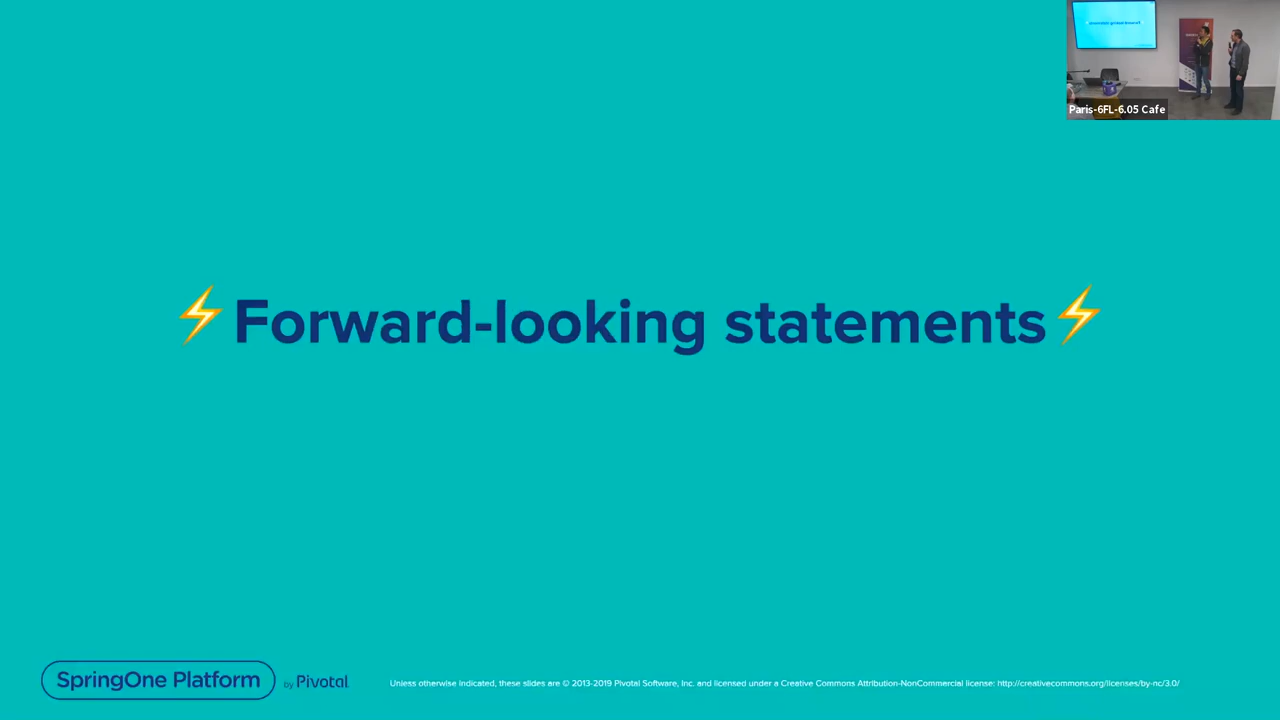 Paris-6FL-6.05 Cafe
⚡Forward-looking statements⚡
SpringOne Platform by Pivotal
Unless otherwise indicated, these slides are © 2013-2019 Pivotal Software, Inc. and licensed under a Creative Commons Attribution-NonCommercial license: http://creativecommons.org/licenses/by-nc/3.0/